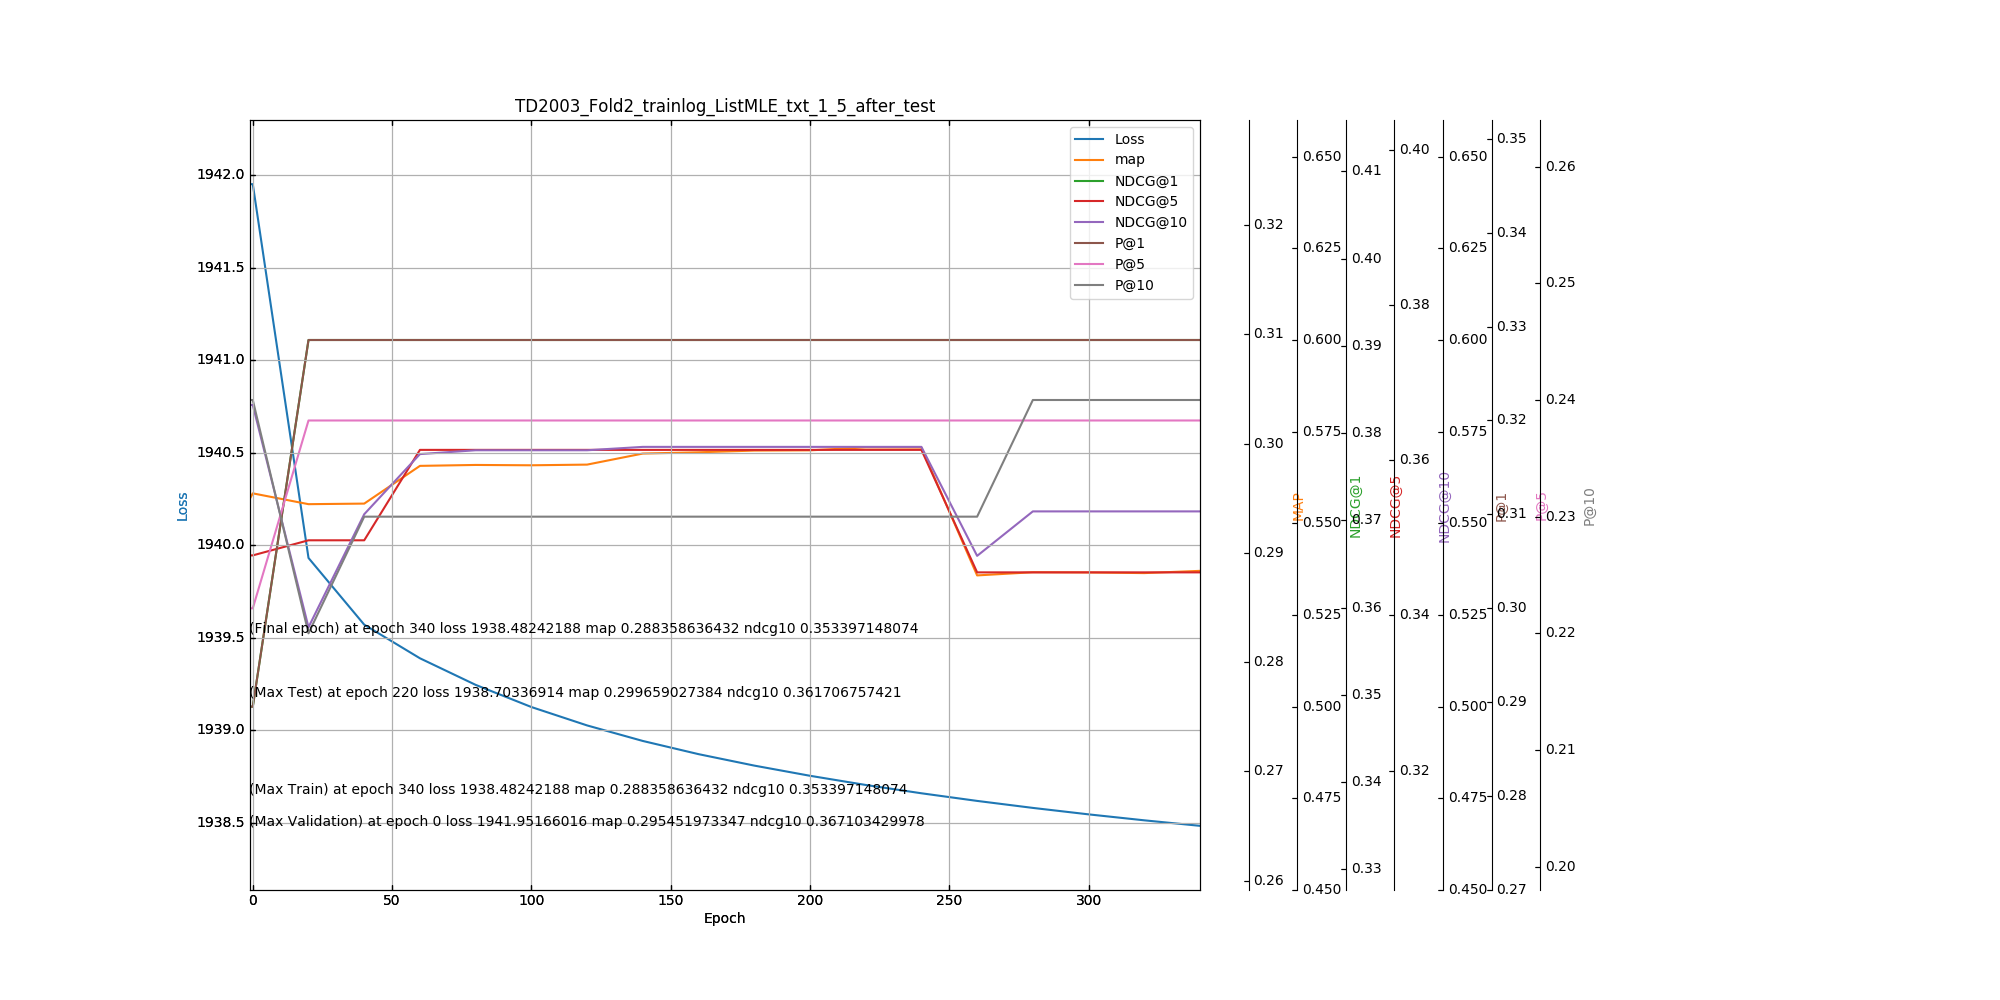 TD2003_Fold2_trainlog_ListMLE_txt_1_5_after_test
Loss
map
NDCG@1
NDCG@5
NDCG@10
P@1
P@5
P@10
1942.0
1941.5
1941.0
1940.5
1940.0
1939.5
1939.0
1938.5
Loss
(Final epoch) at epoch 340 loss 1938.48242188 map 0.288358636432 ndcg10 0.353397148074
(Max Test) at epoch 220 loss 1938.70336914 map 0.299659027384 ndcg10 0.361706757421
(Max Train) at epoch 340 loss 1938.48242188 map 0.288358636432 ndcg10 0.353397148074
(Max Validation) at epoch 0 loss 1941.95166016 map 0.295451973347 ndcg10 0.367103429978
0 50 100 150 200 250 300
Epoch
0.32
0.31
0.30
0.29
0.28
0.27
0.26
MAP
0.650
0.625
0.600
0.575
0.550
0.525
0.500
0.475
0.450
NDCG@1
0.41
0.40
0.39
0.38
0.37
0.36
0.35
0.34
0.33
NDCG@5
0.40
0.38
0.36
0.34
0.32
NDCG@10
0.650
0.625
0.600
0.575
0.550
0.525
0.500
0.475
0.450
P@1
0.35
0.34
0.33
0.32
0.31
0.30
0.29
0.28
0.27
P@5
0.26
0.25
0.24
0.23
0.22
0.21
0.20
P@10